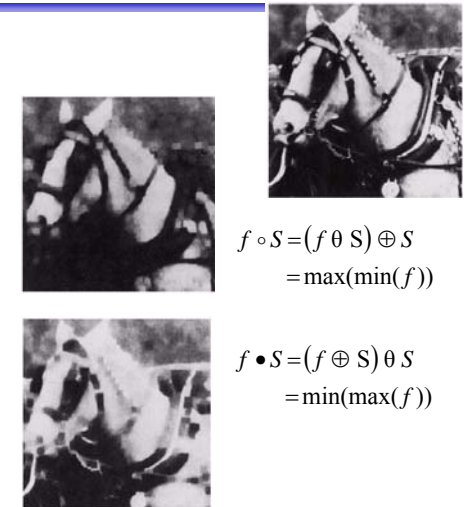 f ∘ S = (f θ S) ⊕ S
= max(min(f))
f • S = (f ⊕ S) θ S
= min(max(f))